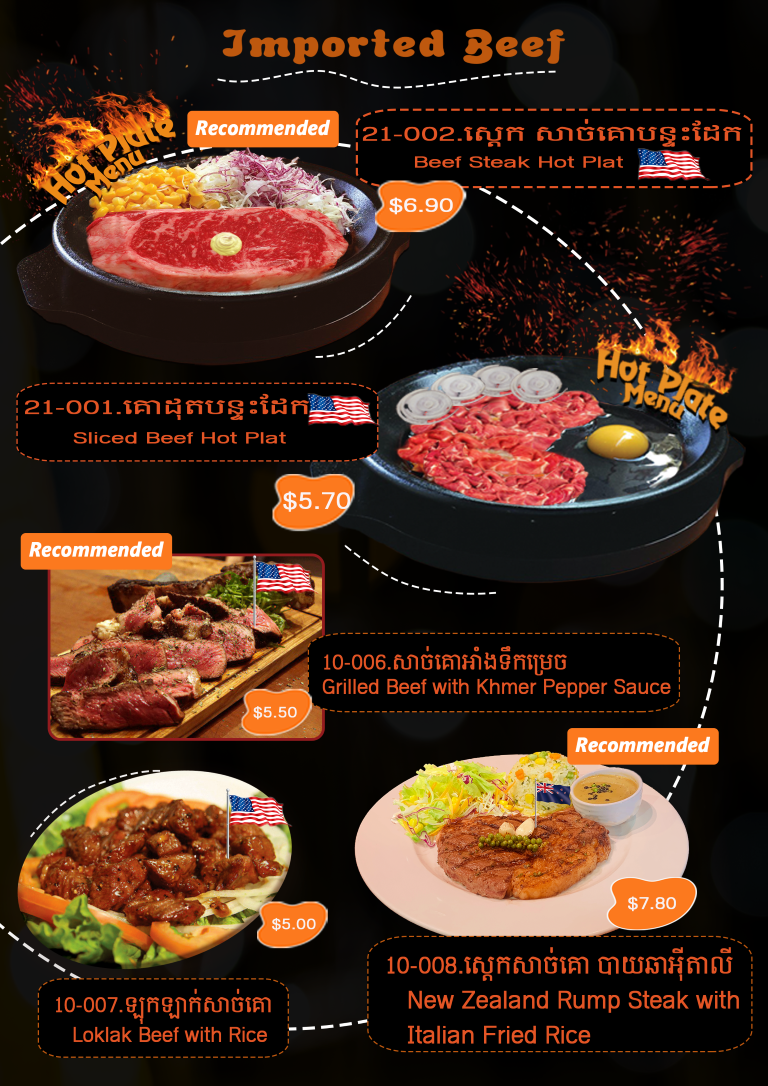 Imported Beef
Hot Plate
Menu
Recommended
21-002.ស្តេក សាច់គោបន្ទះដែក
Beef Steak Hot Plat
$6.90
Hot Plate
Menu
21-001.គោដុតបន្ទះដែក
Sliced Beef Hot Plat
$5.70
Recommended
$5.50
10-006.សាច់គោអាំងទឹកម្រេច
Grilled Beef with Khmer Pepper Sauce
Recommended
$5.00
$7.80
10-007.ឡុកឡាក់សាច់គោ
Loklak Beef with Rice
10-008.ស្តេកសាច់គោ បាយឆាអ៊ីតាលី
New Zealand Rump Steak with
Italian Fried Rice